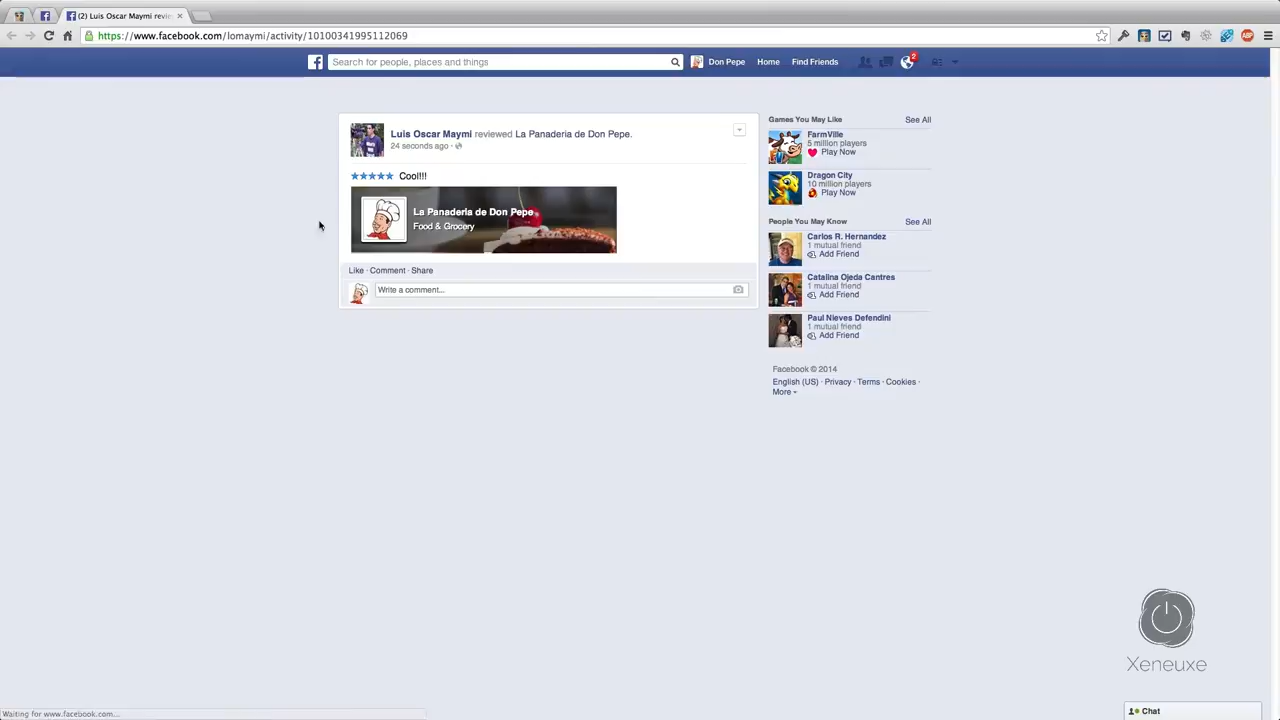 (2) Luis Oscar Maymi revie
https://www.facebook.com/lomaymi/activity/10100341995112069
Search for people, places and things
Don Pepe
Home
Find Friends
2
Luis Oscar Maymi reviewed La Panaderia de Don Pepe.
24 seconds ago ·
★★★★★ Cool!!!
La Panaderia de Don Pepe
Food & Grocery
Like · Comment · Share
Write a comment...
Games You May Like
See All
FarmVille
5 million players
Play Now
Dragon City
10 million players
Play Now
People You May Know
See All
Carlos R. Hernandez
1 mutual friend
Add Friend
Catalina Ojeda Cantres
1 mutual friend
Add Friend
Paul Nieves Defendini
1 mutual friend
Add Friend
Facebook © 2014
English (US) · Privacy · Terms · Cookies ·
More
Xeneuxe
Waiting for www.facebook.com...
Chat